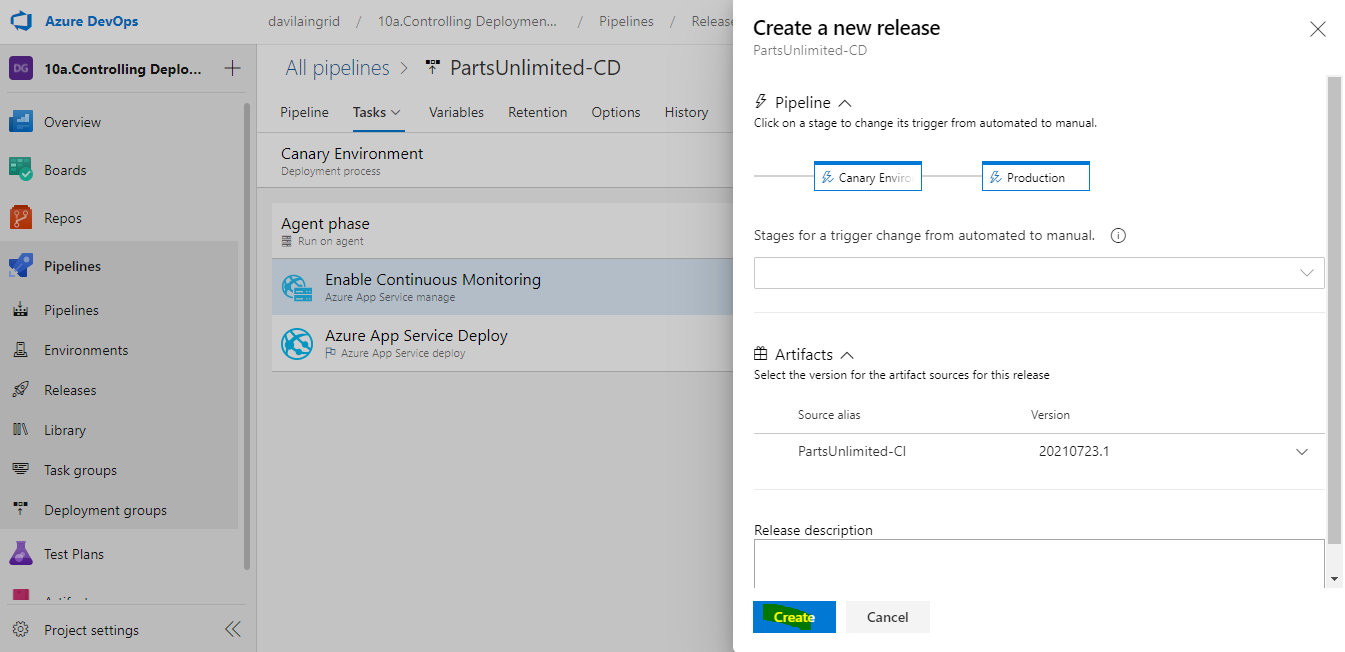 Azure DevOps
davilaingrid / 10a.Controlling Deploymen... / Pipelines / Release
DG 10a.Controlling Deplo...
Overview
Boards
Repos
Pipelines
Pipelines
Environments
Releases
Library
Task groups
Deployment groups
Test Plans
Project settings
All pipelines > PartsUnlimited-CD
Pipeline Tasks Variables Retention Options History
Canary Environment
Deployment process
Agent phase
Run on agent
Enable Continuous Monitoring
Azure App Service manage
Azure App Service Deploy
Azure App Service deploy
Create a new release
PartsUnlimited-CD
Pipeline
Click on a stage to change its trigger from automated to manual.
Canary Enviro Production
Stages for a trigger change from automated to manual.
Artifacts
Select the version for the artifact sources for this release
Source alias Version
PartsUnlimited-CI 20210723.1
Release description
Create Cancel